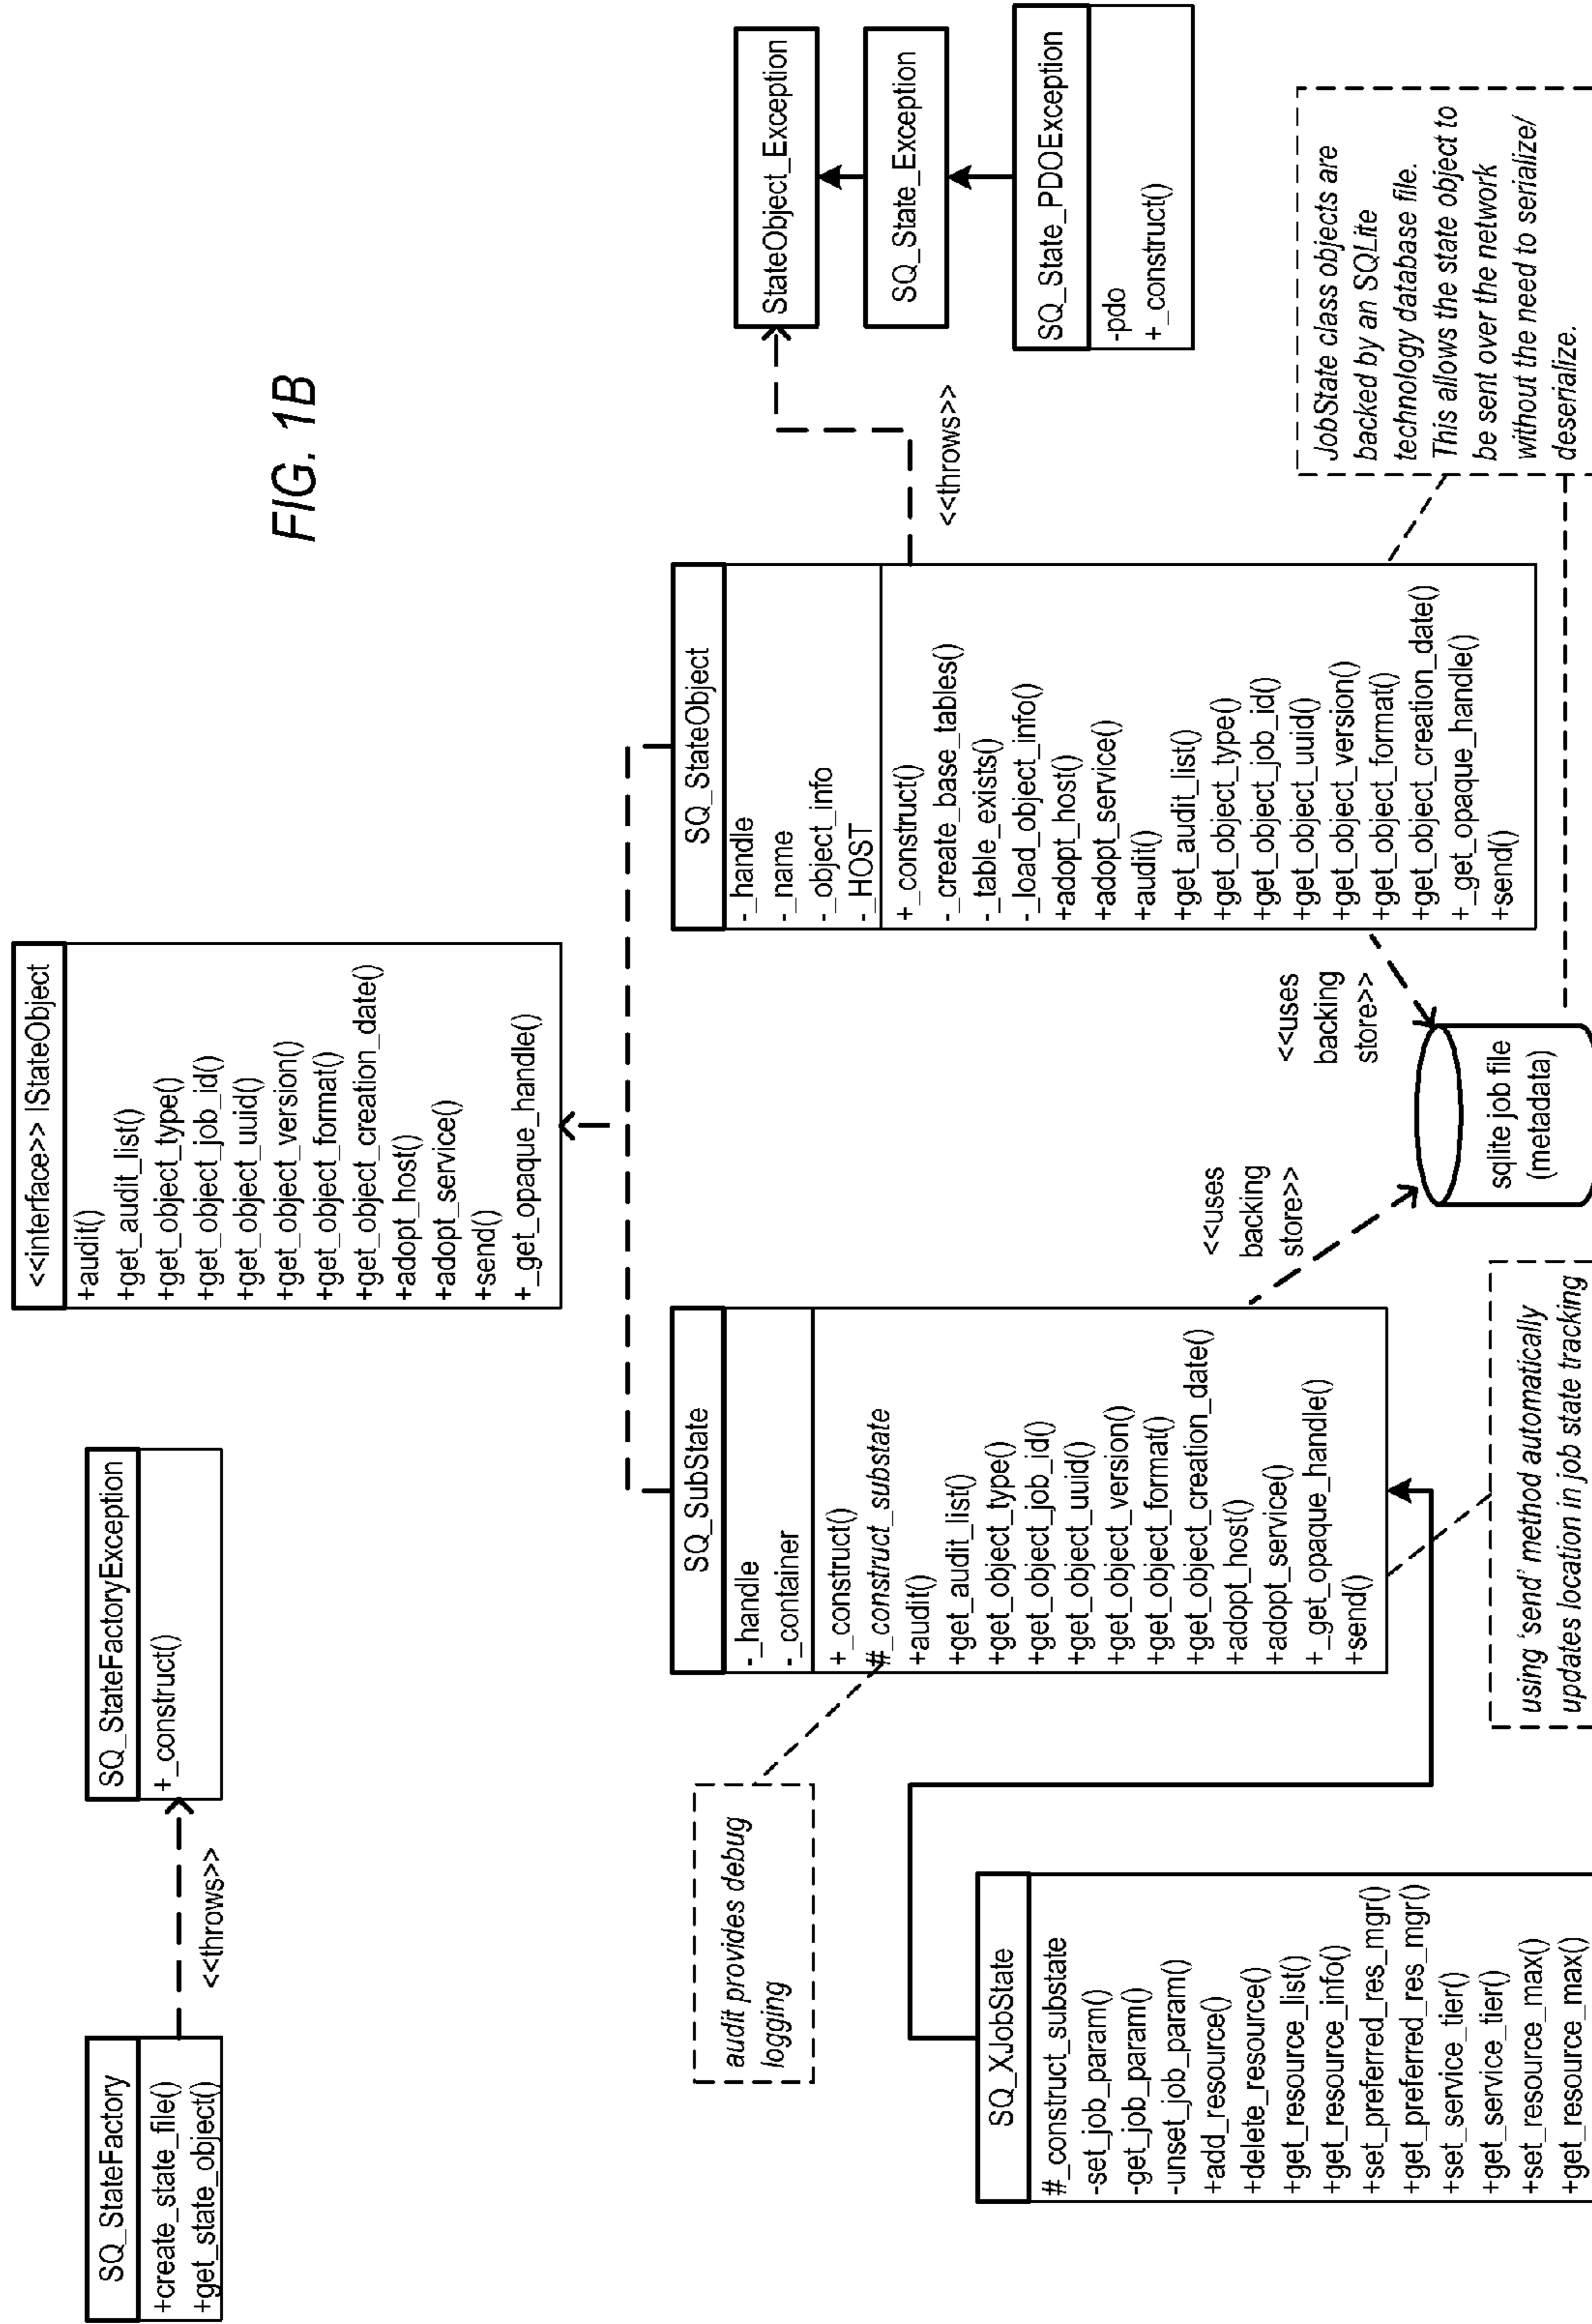 FIG. 1B
SQ_StateFactory
+create_state_file()
+get_state_object()
<<throws>>
SQ_StateFactoryException
+_construct()
<<interface>> IStateObject
+audit()
+get_audit_list()
+get_object_type()
+get_object_job_id()
+get_object_uuid()
+get_object_version()
+get_object_format()
+get_object_creation_date()
+adopt_host()
+adopt_service()
+send()
+_get_opaque_handle()
audit provides debug
logging
SQ_SubState
-_handle
-_container
+_construct()
#_construct_substate
+audit()
+get_audit_list()
+get_object_type()
+get_object_job_id()
+get_object_uuid()
+get_object_version()
+get_object_format()
+get_object_creation_date()
+adopt_host()
+adopt_service()
+_get_opaque_handle()
+send()
SQ_StateObject
-_handle
-_name
-_object_info
-_HOST
+_construct()
-_create_base_tables()
-_table_exists()
-_load_object_info()
+adopt_host()
+adopt_service()
+audit()
+get_audit_list()
+get_object_type()
+get_object_job_id()
+get_object_uuid()
+get_object_version()
+get_object_format()
+get_object_creation_date()
+_get_opaque_handle()
+send()
<<throws>>
StateObject_Exception
SQ_State_Exception
SQ_State_PDOException
-pdo
+_construct()
SQ_XJobState
#_construct_substate
-set_job_param()
-get_job_param()
-unset_job_param()
+add_resource()
+delete_resource()
+get_resource_list()
+get_resource_info()
+set_preferred_res_mgr()
+get_preferred_res_mgr()
+set_service_tier()
+get_service_tier()
+set_resource_max()
+get_resource_max()
using 'send' method automatically
updates location in job state tracking
<<uses
backing
store>>
<<uses
backing
store>>
sqlite job file
(metadata)
JobState class objects are
backed by an SQLite
technology database file.
This allows the state object to
be sent over the network
without the need to serialize/
deserialize.